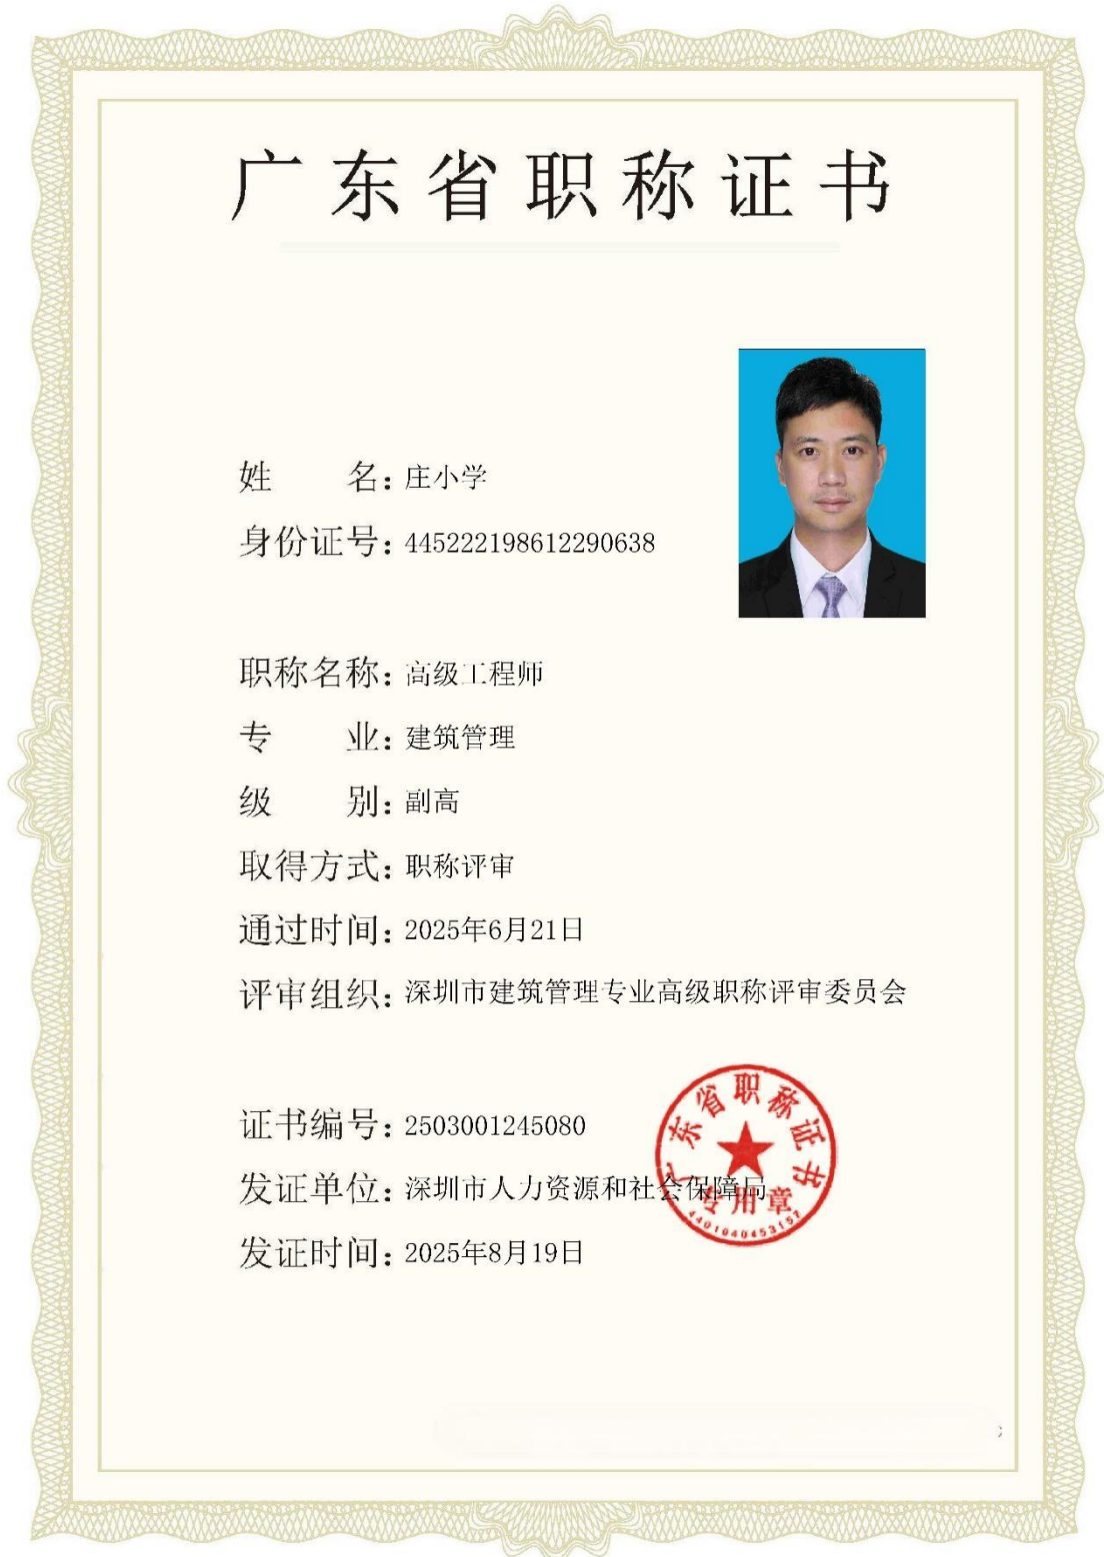 广东省职称证书
姓 名：庄小学
身份证号：445222198612290638
职称名称：高级工程师
专 业：建筑管理
级 别：副高
取得方式：职称评审
通过时间：2025年6月21日
评审组织：深圳市建筑管理专业高级职称评审委员会
证书编号：2503001245080
发证单位：深圳市人力资源和社会保障局
发证时间：2025年8月19日
广东省职称证书
专用章
4401040453157